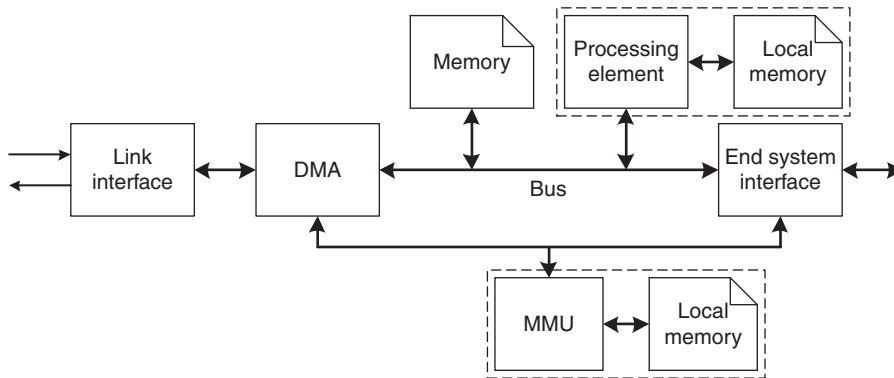 Memory
Processing
element
Local
memory
Link
interface
DMA
Bus
End system
interface
MMU
Local
memory